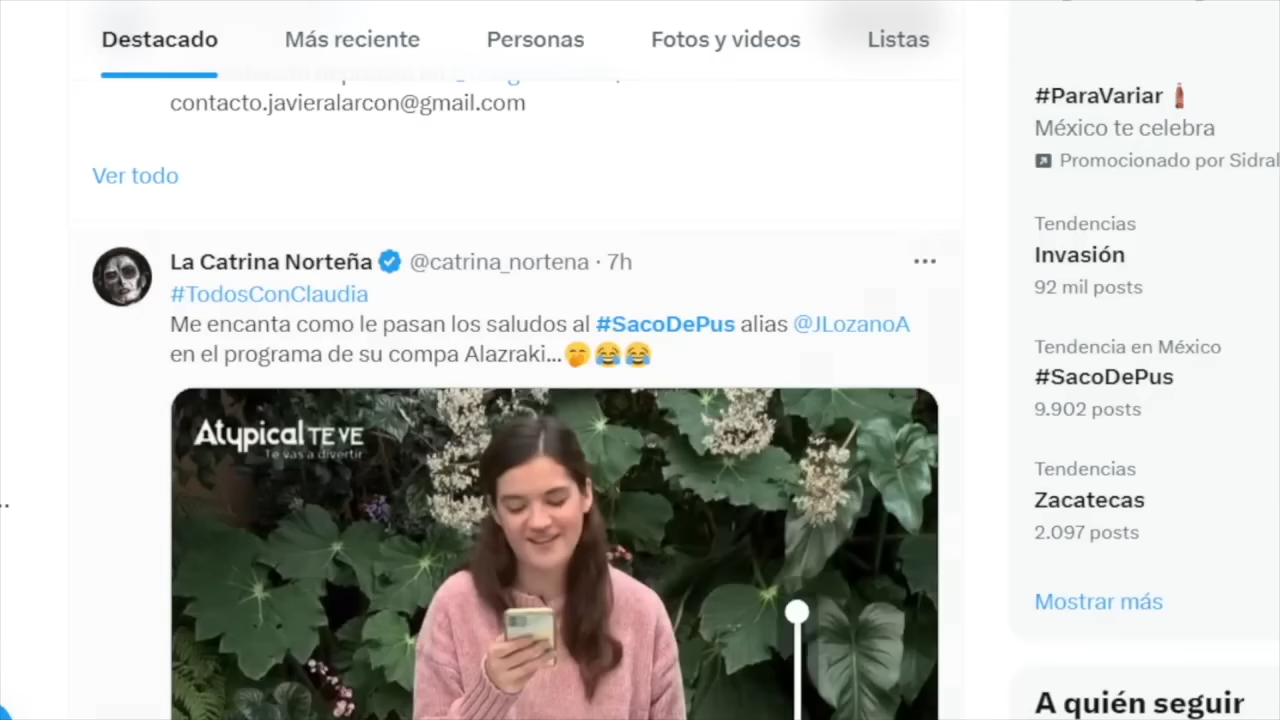 Destacado
Más reciente
Personas
Fotos y videos
Listas
contacto.javieralarcon@gmail.com
Ver todo
La Catrina Norteña @catrina_nortena · 7h
#TodosConClaudia
Me encanta como le pasan los saludos al #SacoDePus alias @JLozanoA
en el programa de su compa Alazraki...🤭😂😂
Atypical TE VE
Te vas a divertir
#ParaVariar
México te celebra
Promocionado por Sidral
Tendencias
Invasión
92 mil posts
Tendencia en México
#SacoDePus
9.902 posts
Tendencias
Zacatecas
2.097 posts
Mostrar más
A quién seguir